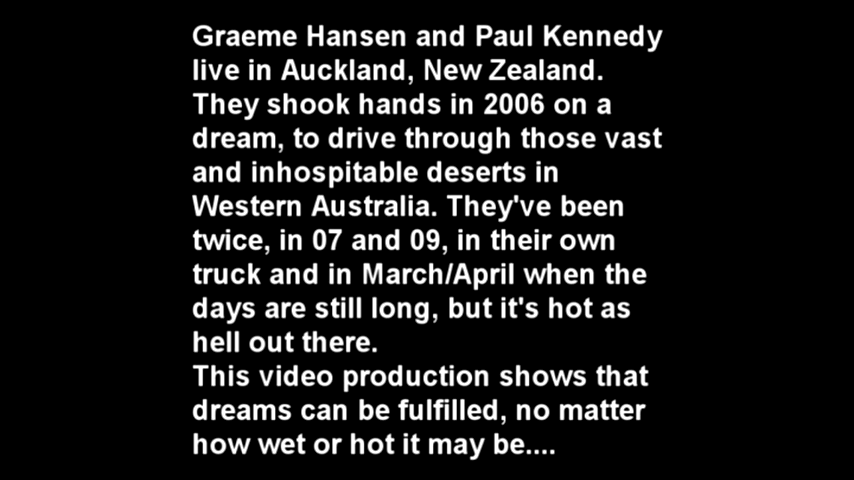 Graeme Hansen and Paul Kennedy
live in Auckland, New Zealand.
They shook hands in 2006 on a
dream, to drive through those vast
and inhospitable deserts in
Western Australia. They've been
twice, in 07 and 09, in their own
truck and in March/April when the
days are still long, but it's hot as
hell out there.
This video production shows that
dreams can be fulfilled, no matter
how wet or hot it may be....